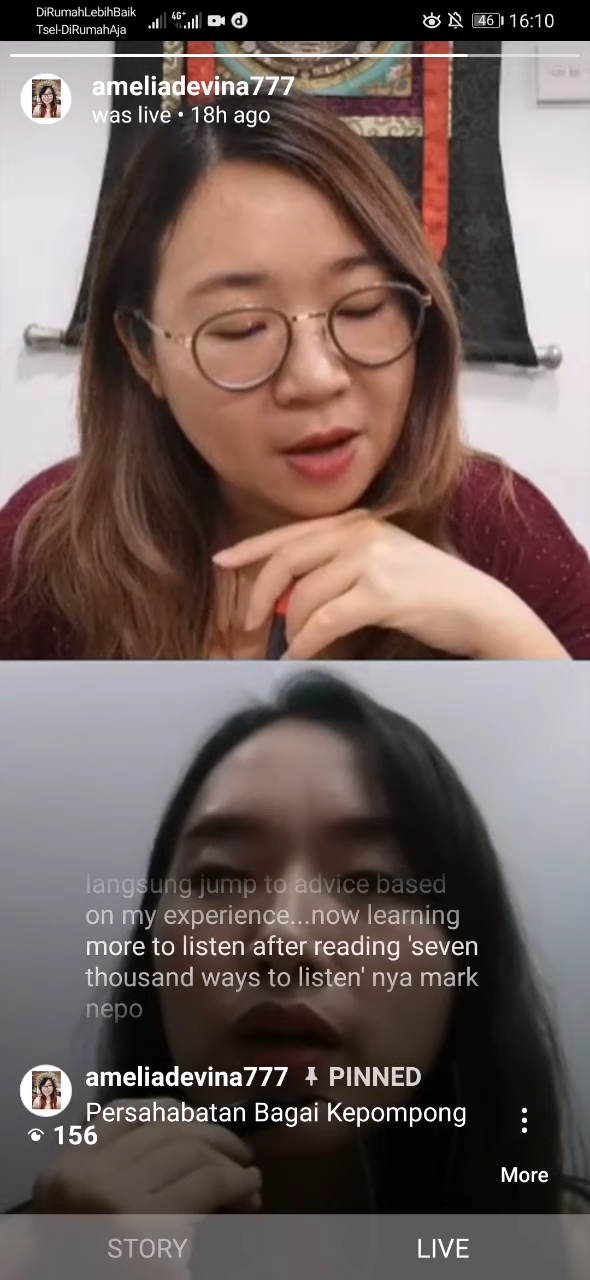 DiRumahLebihBaik
Tsel-DiRumahAja
4G+
46
16:10
ameliadevina777
was live • 18h ago
langsung jump to advice based
on my experience...now learning
more to listen after reading 'seven
thousand ways to listen' nya mark
nepo
ameliadevina777 PINNED
Persahabatan Bagai Kepompong
156
More
STORY LIVE